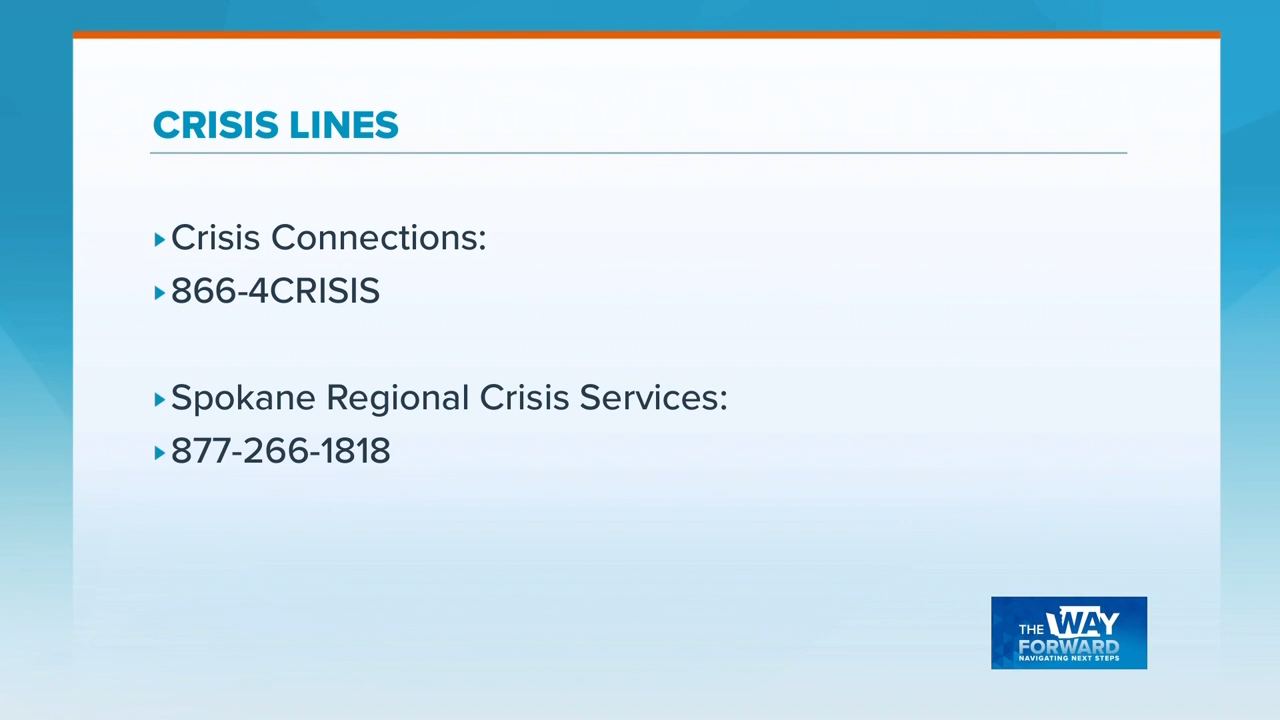 CRISIS LINES
Crisis Connections:
866-4CRISIS
Spokane Regional Crisis Services:
877-266-1818
THE WAY
FORWARD
NAVIGATING NEXT STEPS